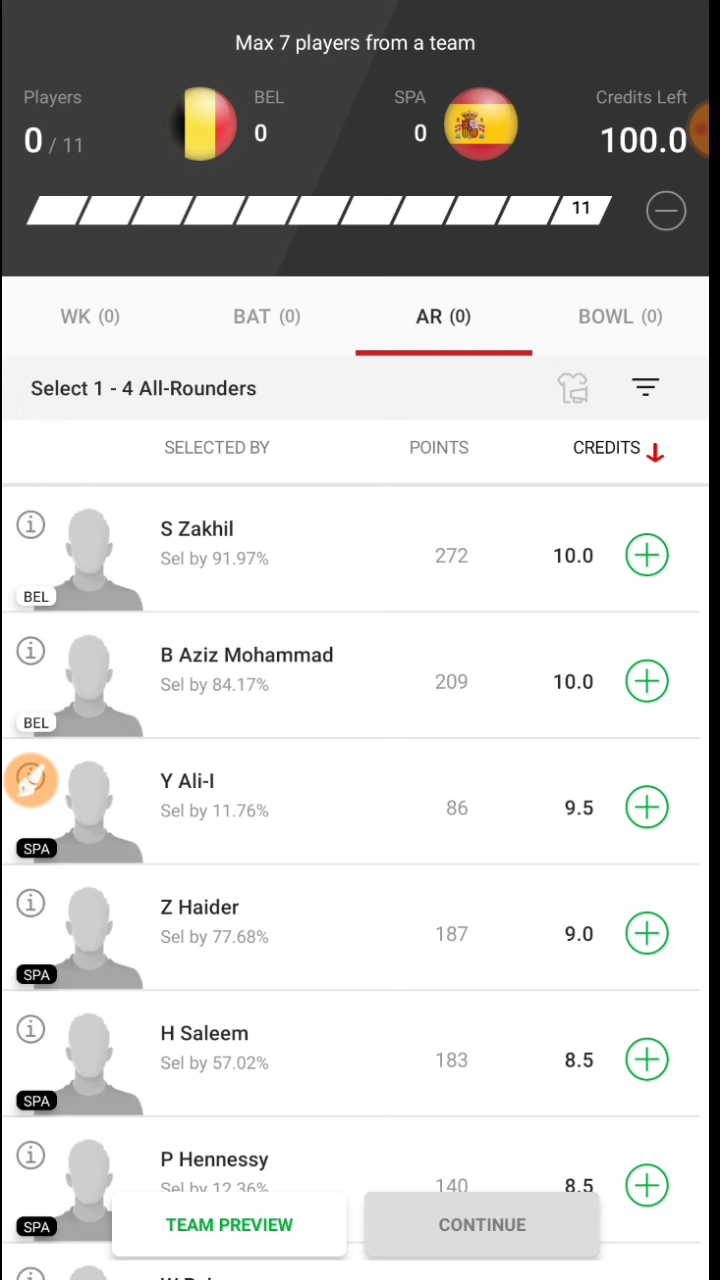 Max 7 players from a team
Players BEL SPA Credits Left
0 / 11 0 0 100.0
11
WK (0) BAT (0) AR (0) BOWL (0)
Select 1 - 4 All-Rounders
SELECTED BY POINTS CREDITS
S Zakhil
Sel by 91.97% 272 10.0
BEL
B Aziz Mohammad
Sel by 84.17% 209 10.0
BEL
Y Ali-I
Sel by 11.76% 86 9.5
SPA
Z Haider
Sel by 77.68% 187 9.0
SPA
H Saleem
Sel by 57.02% 183 8.5
SPA
P Hennessy
Sel by 12.36% 140 8.5
SPA
TEAM PREVIEW CONTINUE